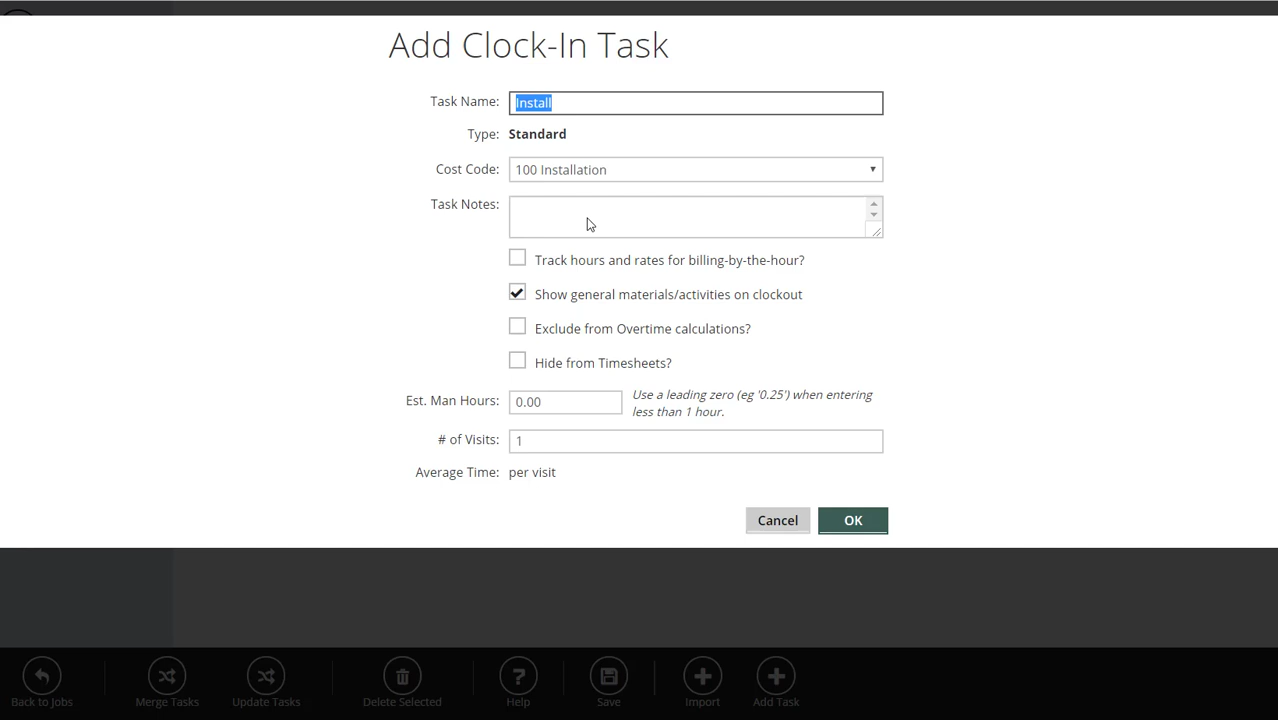 Add Clock-In Task
Task Name: Install
Type: Standard
Cost Code: 100 Installation
Task Notes:
Track hours and rates for billing-by-the-hour?
Show general materials/activities on clockout
Exclude from Overtime calculations?
Hide from Timesheets?
Est. Man Hours: 0.00 Use a leading zero (eg '0.25') when entering
less than 1 hour.
# of Visits: 1
Average Time: per visit
Cancel OK
Back to Jobs Merge Tasks Update Tasks Delete Selected ? Help Save Import Add Task